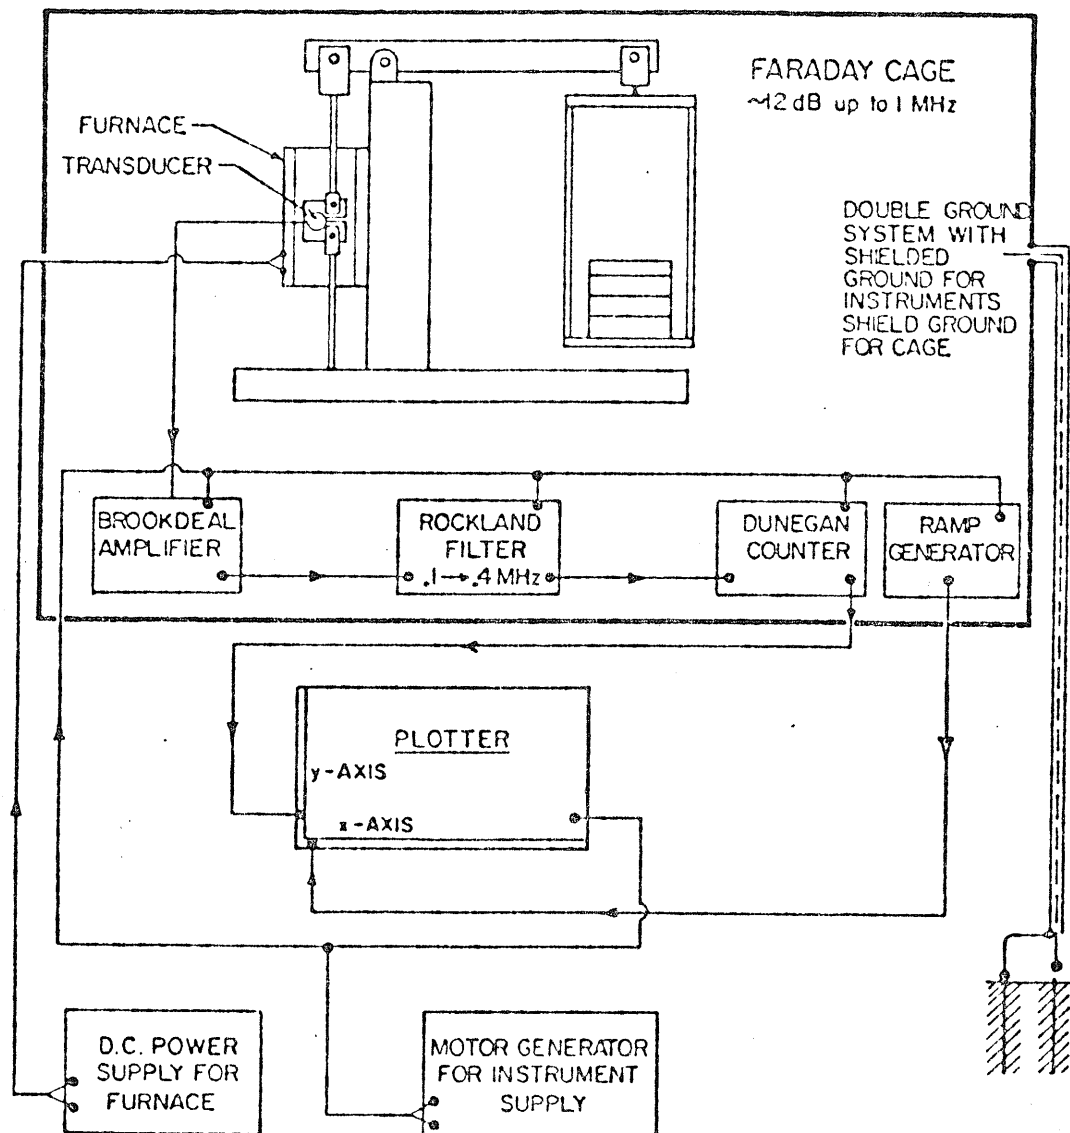 FARADAY CAGE
~12 dB up to 1 MHz
FURNACE
TRANSDUCER
DOUBLE GROUND
SYSTEM WITH
SHIELDED
GROUND FOR
INSTRUMENTS
SHIELD GROUND
FOR CAGE
BROOKDEAL
AMPLIFIER
ROCKLAND
FILTER
.1→.4 MHz
DUNEGAN
COUNTER
RAMP
GENERATOR
PLOTTER
y-AXIS
x-AXIS
D.C. POWER
SUPPLY FOR
FURNACE
MOTOR GENERATOR
FOR INSTRUMENT
SUPPLY